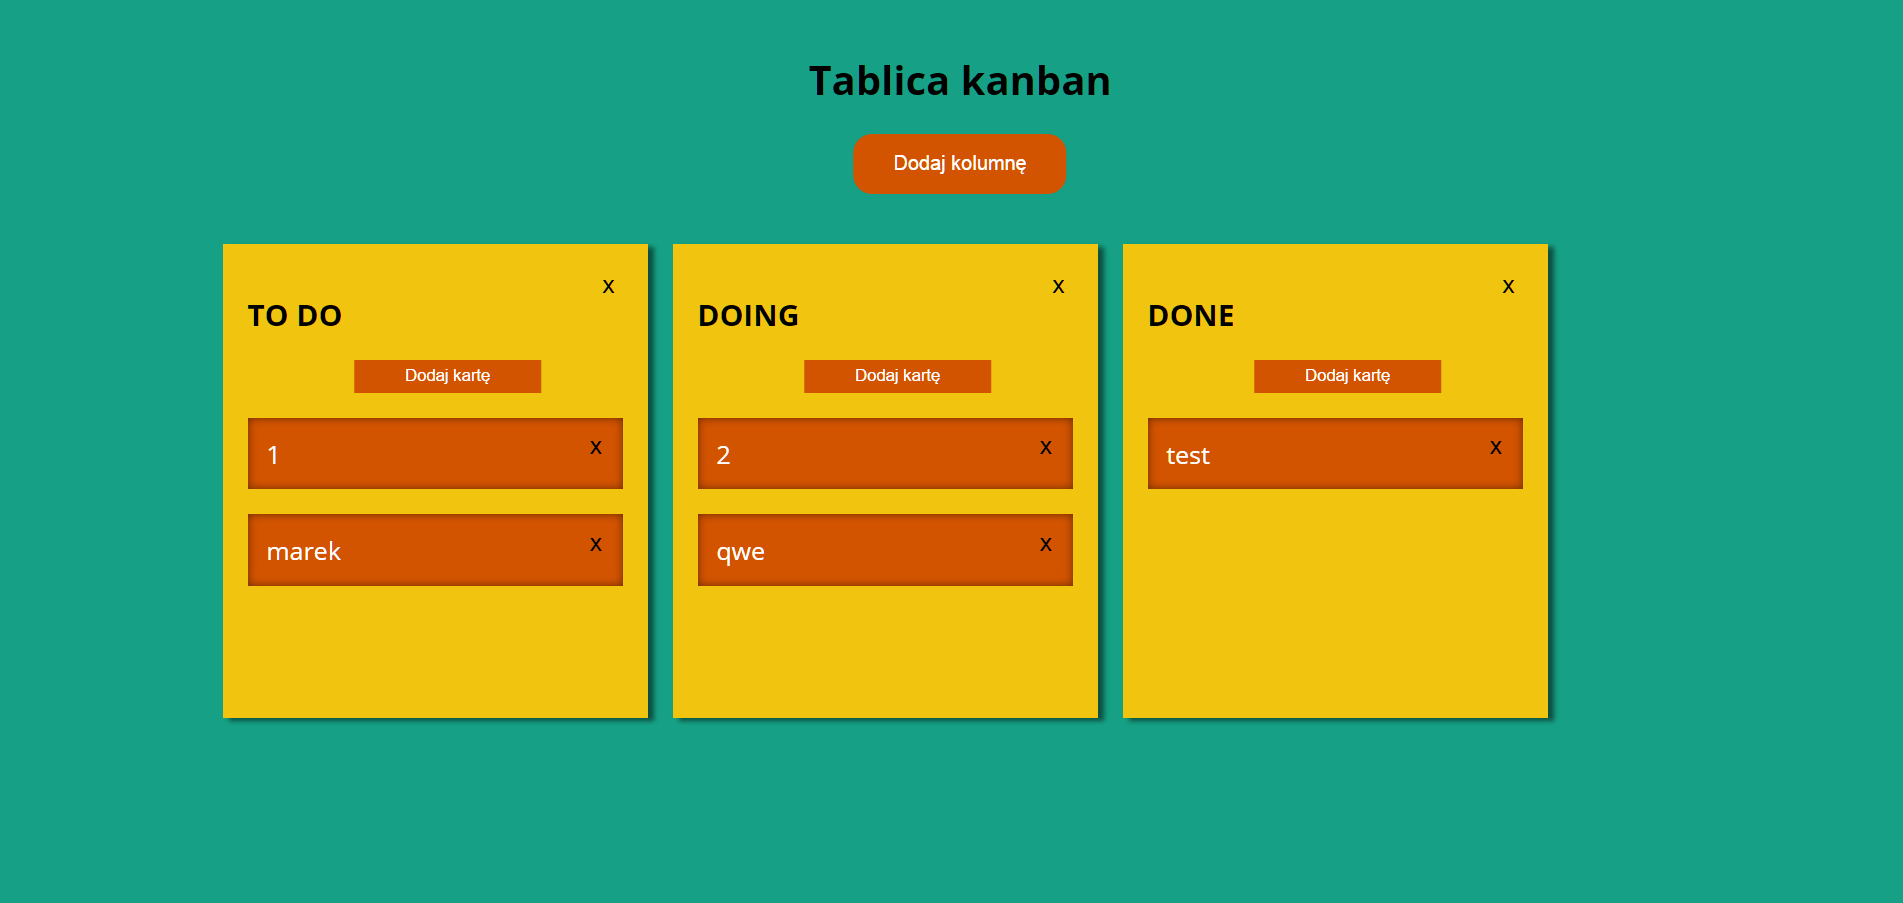 Tablica kanban
Dodaj kolumnę
x
TO DO
Dodaj kartę
1
x
marek
x
x
DOING
Dodaj kartę
2
x
qwe
x
x
DONE
Dodaj kartę
test
x